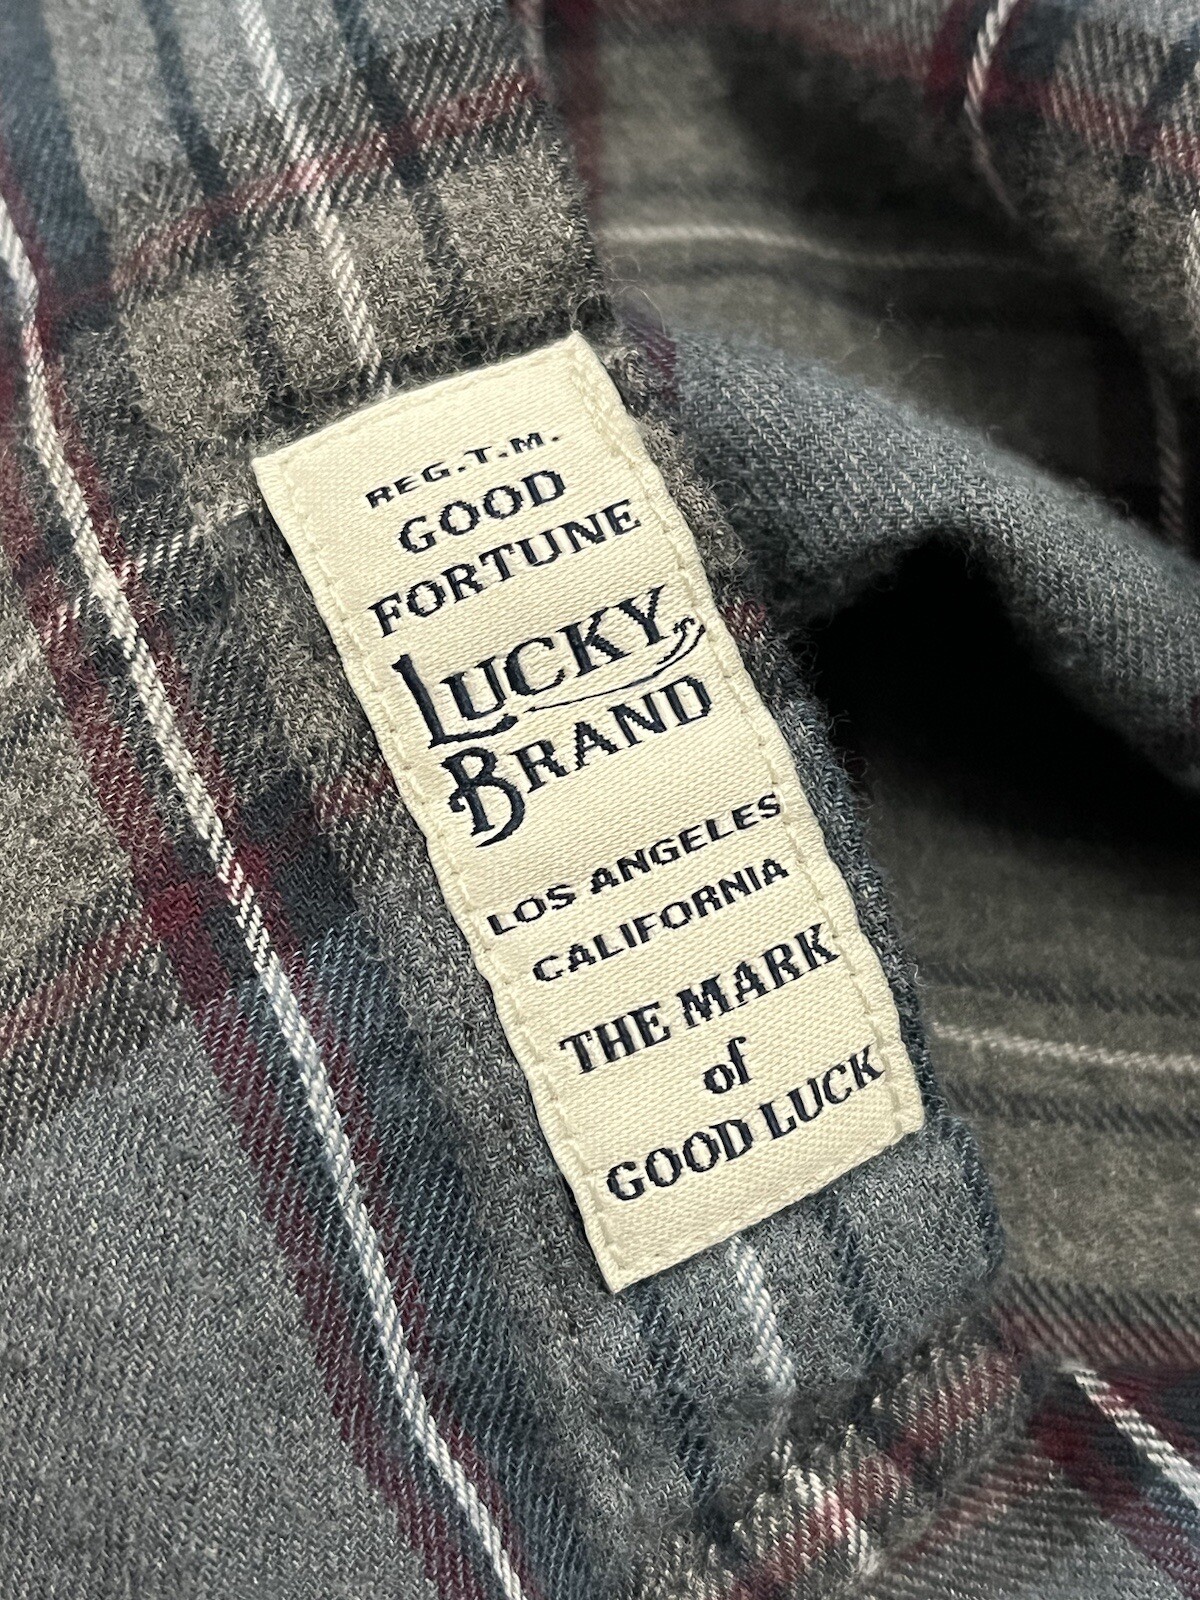 REG.T.M.
GOOD
FORTUNE
LUCKY
BRAND
LOS ANGELES
CALIFORNIA
THE MARK
of
GOOD LUCK